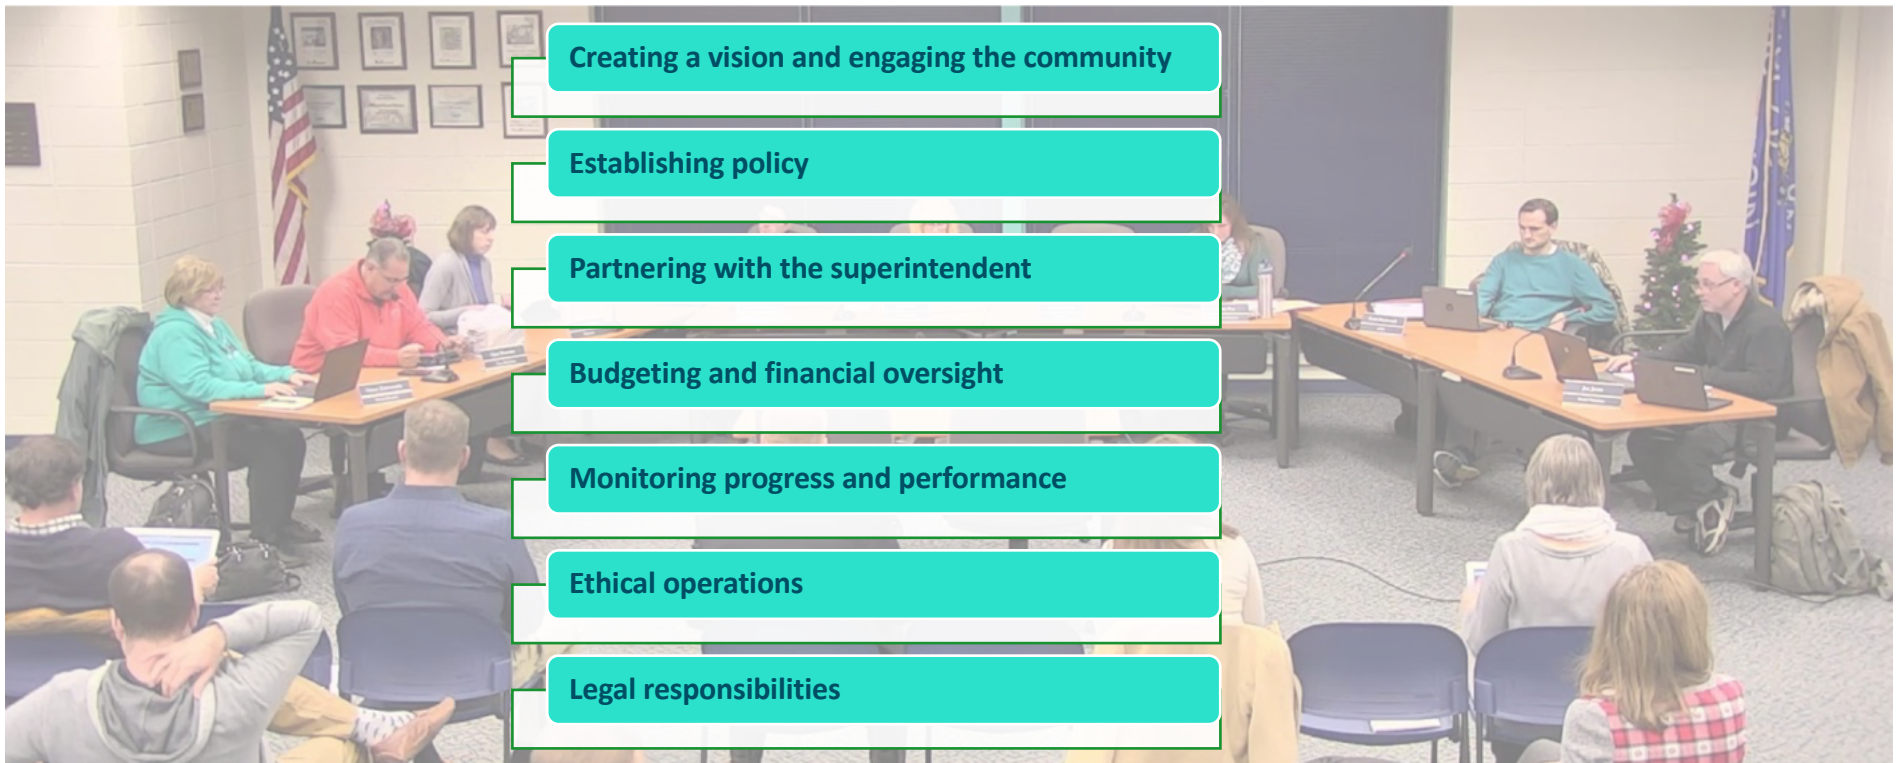 Creating a vision and engaging the community
Establishing policy
Partnering with the superintendent
Budgeting and financial oversight
Monitoring progress and performance
Ethical operations
Legal responsibilities